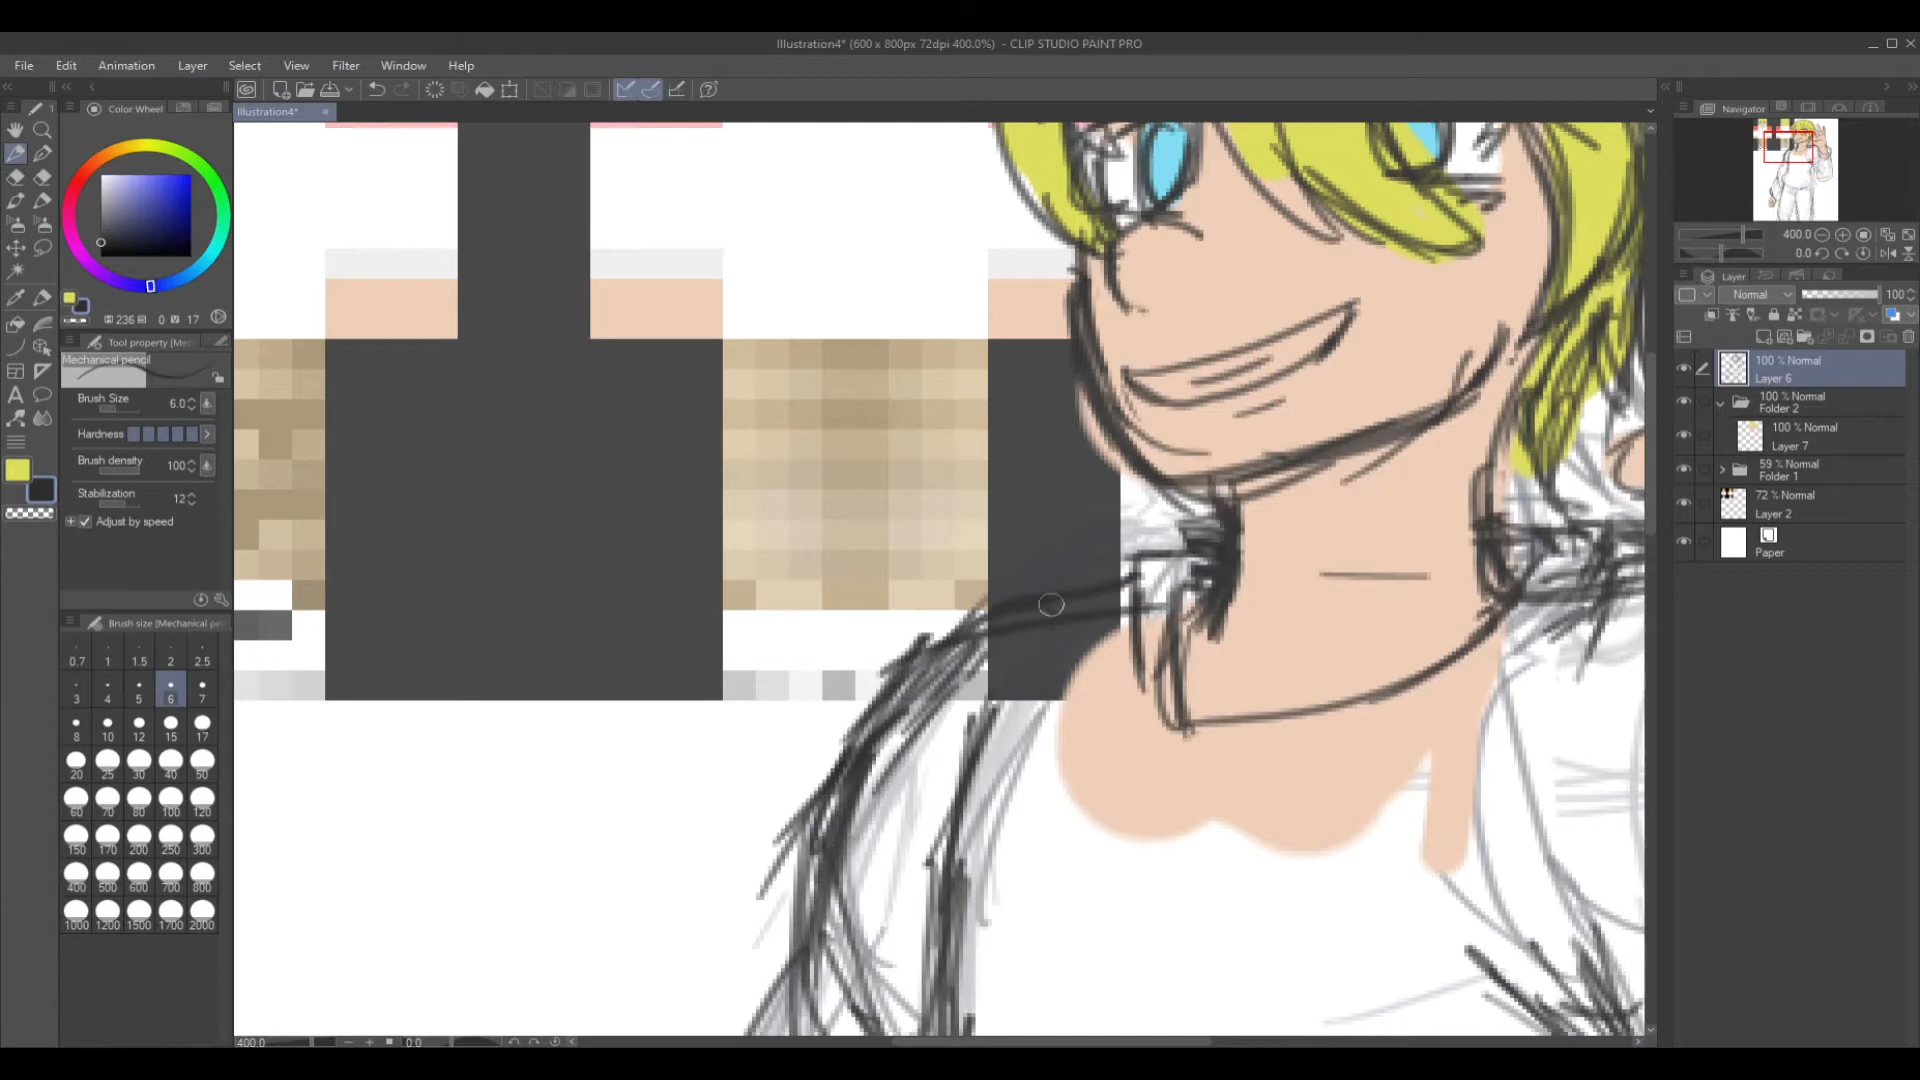 Illustration4* (600 x 800px 72dpi 400.0%) - CLIP STUDIO PAINT PRO
File Edit Animation Layer Select View Filter Window Help
Color Wheel
Illustration4*
Navigator
400.0
0.0
236 0 V 17
Tool property [Mec
Mechanical pencil
Brush Size 6.0
Hardness
Brush density 100
Stabilization 12
Adjust by speed
Brush size [Mechanical pe
0.7 1 1.5 2 2.5
3 4 5 6 7
8 10 12 15 17
20 25 30 40 50
60 70 80 100 120
150 170 200 250 300
400 500 600 700 800
1000 1200 1500 1700 2000
Layer
Normal 100
100 % Normal
Layer 6
100 % Normal
Folder 2
100 % Normal
Layer 7
59 % Normal
Folder 1
72 % Normal
Layer 2
Paper
400.0 0.0